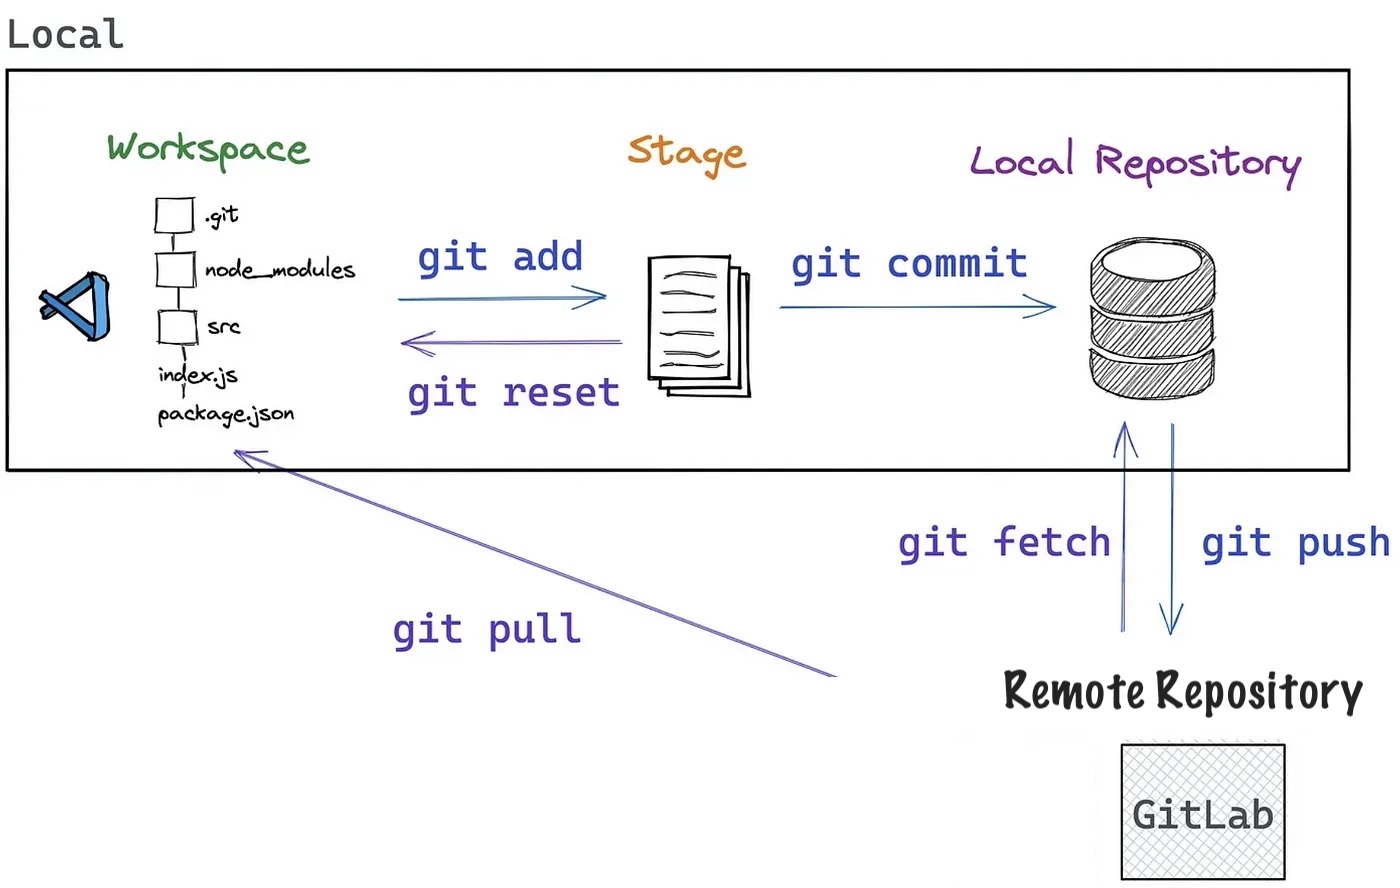 Local
Workspace
Stage
Local Repository
.git
node_modules
src
index.js
package.json
git add
git reset
git commit
git pull
git fetch
git push
Remote Repository
GitLab